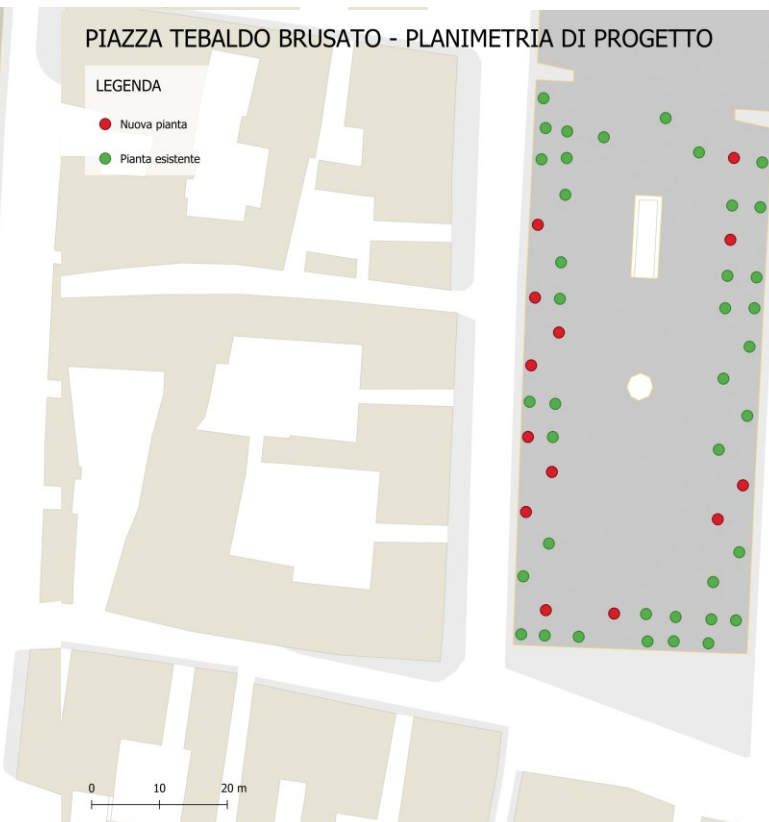 PIAZZA TEBALDO BRUSATO - PLANIMETRIA DI PROGETTO
LEGENDA
Nuova pianta
Pianta esistente
0 10 20 m